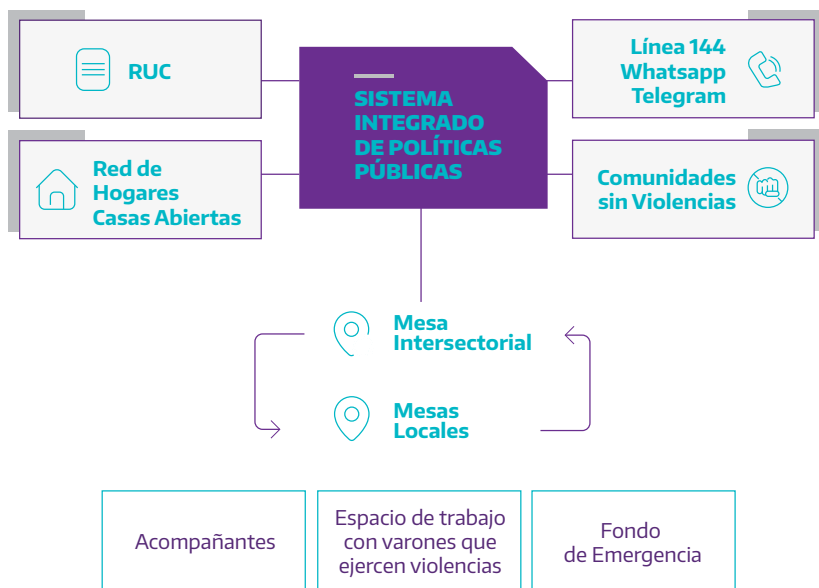 RUC
Red de
Hogares
Casas Abiertas
SISTEMA
INTEGRADO
DE POLÍTICAS
PÚBLICAS
Línea 144
Whatsapp
Telegram
Comunidades
sin Violencias
Mesa
Intersectorial
Mesas
Locales
Acompañantes
Espacio de trabajo
con varones que
ejercen violencias
Fondo
de Emergencia